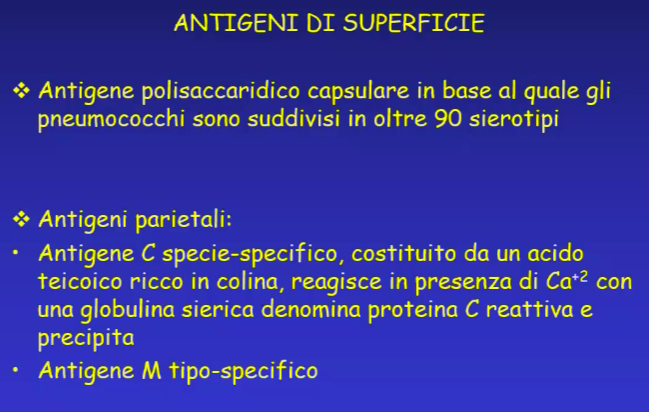 ANTIGENI DI SUPERFICIE
❖ Antigene polisaccaridico capsulare in base al quale gli
pneumococchi sono suddivisi in oltre 90 sierotipi
❖ Antigeni parietali:
• Antigene C specie-specifico, costituito da un acido
teicoico ricco in colina, reagisce in presenza di Ca⁺² con
una globulina sierica denomina proteina C reattiva e
precipita
• Antigene M tipo-specifico